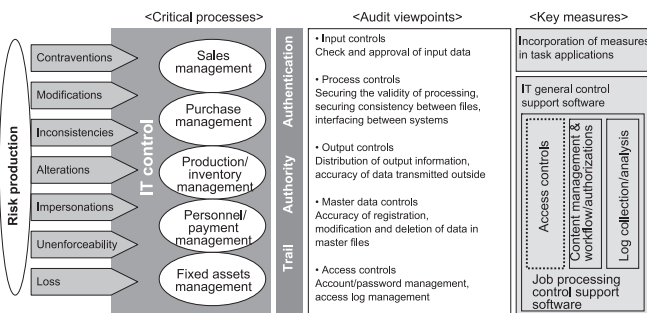 <Critical processes>
<Audit viewpoints>
<Key measures>
Risk production
Contraventions
Modifications
Inconsistencies
Alterations
Impersonations
Unenforceability
Loss
IT control
Sales
management
Purchase
management
Production/
inventory
management
Personnel/
payment
management
Fixed assets
management
Authentication
Authority
Trail
• Input controls
Check and approval of input data
• Process controls
Securing the validity of processing,
securing consistency between files,
interfacing between systems
• Output controls
Distribution of output information,
accuracy of data transmitted outside
• Master data controls
Accuracy of registration,
modification and deletion of data in
master files
• Access controls
Account/password management,
access log management
Incorporation of measures
in task applications
IT general control
support software
Access controls
Content management &
workflow/authorizations
Log collection/analysis
Job processing
control support
software